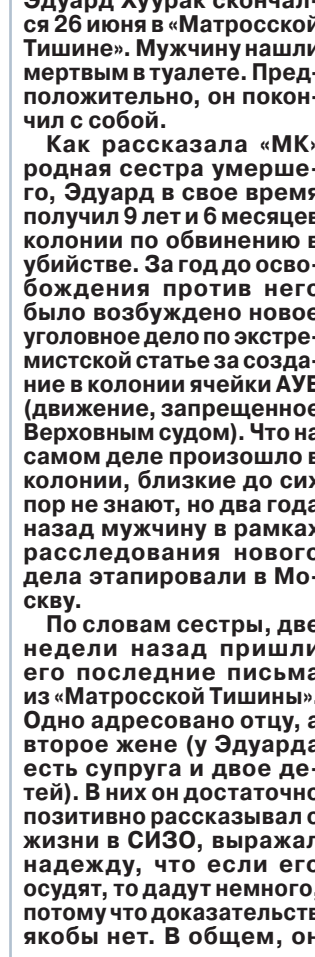 Эдуард Хуурак скончал-
ся 26 июня в «Матросской
Тишине». Мужчину нашли
мертвым в туалете. Пред-
положительно, он покон-
чил с собой.
Как рассказала «МК»
родная сестра умерше-
го, Эдуард в свое время
получил 9 лет и 6 месяцев
колонии по обвинению в
убийстве. За год до осво-
бождения против него
было возбуждено новое
уголовное дело по экстре-
мистской статье за созда-
ние в колонии ячейки АУЕ
(движение, запрещенное
Верховным судом). Что на
самом деле произошло в
колонии, близкие до сих
пор не знают, но два года
назад мужчину в рамках
расследования нового
дела этапировали в Мо-
скву.
По словам сестры, две
недели назад пришли
его последние письма
из «Матросской Тишины».
Одно адресовано отцу, а
второе жене (у Эдуарда
есть супруга и двое де-
тей). В них он достаточно
позитивно рассказывал о
жизни в СИЗО, выражал
надежду, что если его
осудят, то дадут немного,
потому что доказательств
якобы нет. В общем, он